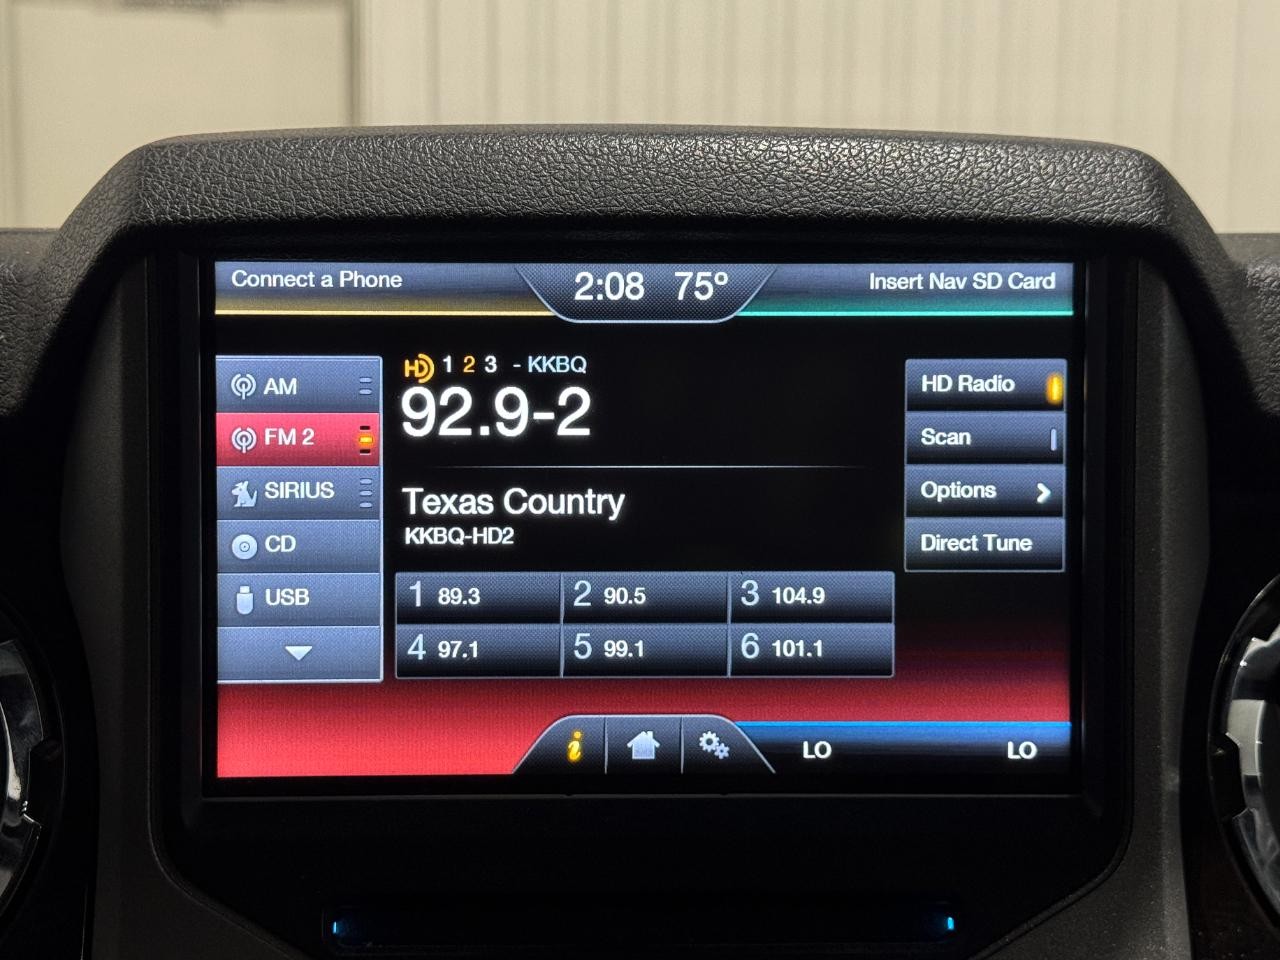 Connect a Phone
2:08 75°
Insert Nav SD Card
AM
FM 2
SIRIUS
CD
USB
HD 1 2 3 - KKBQ
92.9-2
Texas Country
KKBQ-HD2
1 89.3 2 90.5 3 104.9
4 97.1 5 99.1 6 101.1
HD Radio
Scan
Options
Direct Tune
i
LO LO